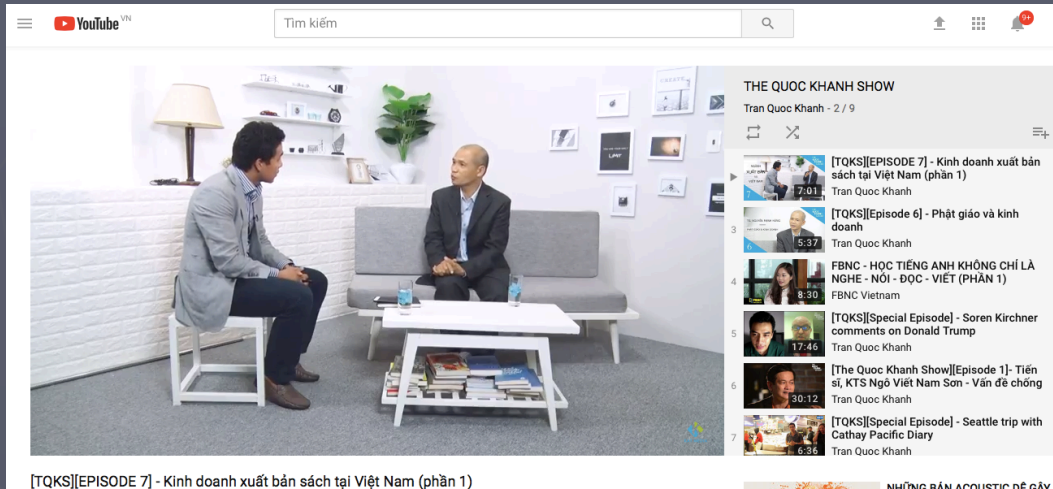 YouTube VN
Tìm kiếm
9+
THE QUOC KHANH SHOW
Tran Quoc Khanh - 2 / 9
[TQKS][EPISODE 7] - Kinh doanh xuất bản
sách tại Việt Nam (phần 1)
7:01
Tran Quoc Khanh
3
[TQKS][Episode 6] - Phật giáo và kinh
doanh
5:37
Tran Quoc Khanh
4
FBNC - HỌC TIẾNG ANH KHÔNG CHỈ LÀ
NGHE - NÓI - ĐỌC - VIẾT (PHẦN 1)
8:30
FBNC Vietnam
5
[TQKS][Special Episode] - Soren Kirchner
comments on Donald Trump
17:46
Tran Quoc Khanh
6
[The Quoc Khanh Show][Episode 1]- Tiến
sĩ, KTS Ngô Viết Nam Sơn - Vấn đề chống
30:12
Tran Quoc Khanh
7
[TQKS][Special Episode] - Seattle trip with
Cathay Pacific Diary
6:36
Tran Quoc Khanh
[TQKS][EPISODE 7] - Kinh doanh xuất bản sách tại Việt Nam (phần 1)
NHỮNG BẢN ACOUSTIC DỄ GÂY